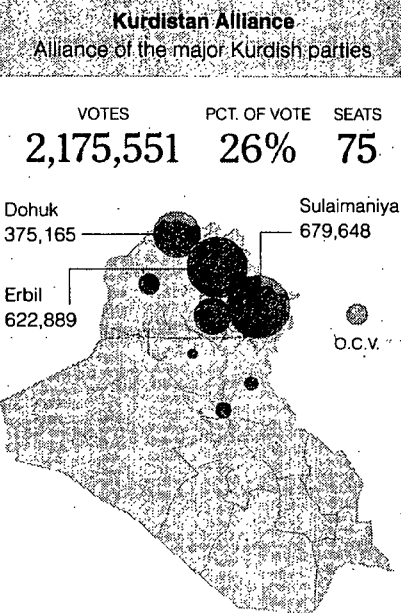 Kurdistan Alliance
Alliance of the major Kurdish parties
VOTES PCT. OF VOTE SEATS
2,175,551 26% 75
Dohuk
375,165
Sulaimaniya
679,648
Erbil
622,889
O.C.V.